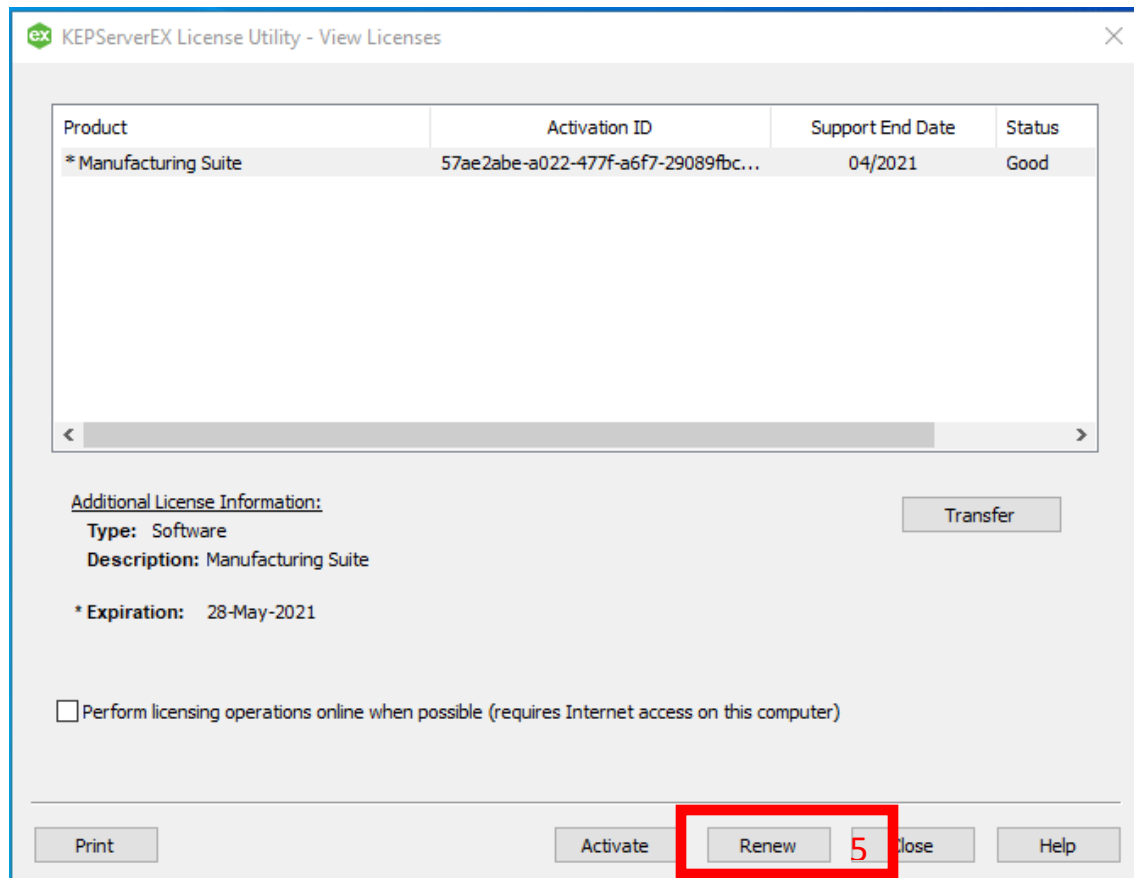 ex KEPServerEX License Utility - View Licenses
Product Activation ID Support End Date Status
* Manufacturing Suite 57ae2abe-a022-477f-a6f7-29089fbc... 04/2021 Good
Additional License Information:
Type: Software
Description: Manufacturing Suite
Transfer
* Expiration: 28-May-2021
Perform licensing operations online when possible (requires Internet access on this computer)
Print Activate Renew 5 Close Help